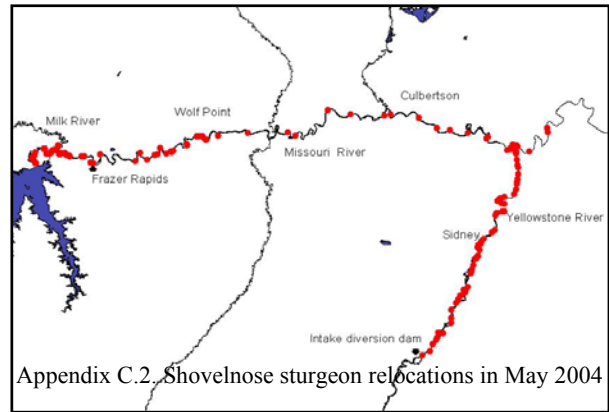 Culbertson
Wolf Point
Milk River
Missouri River
Frazer Rapids
Yellowstone River
Sidney
Intake diversion dam
Appendix C.2. Shovelnose sturgeon relocations in May 2004